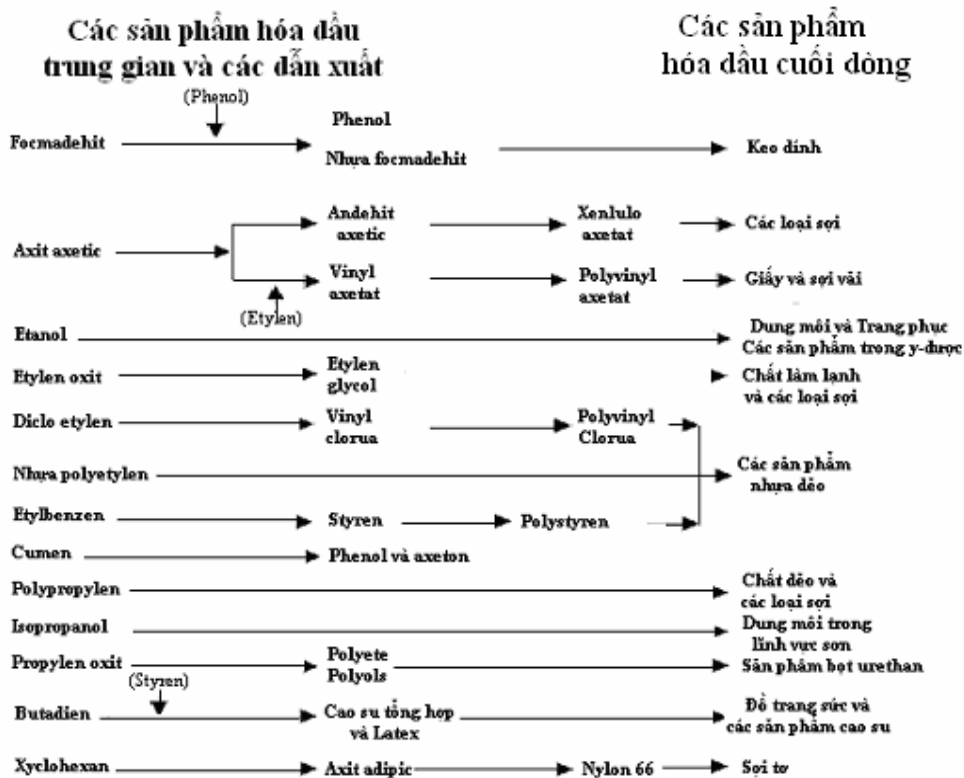 Các sản phẩm hóa dầu
trung gian và các dẫn xuất
Các sản phẩm
hóa dầu cuối dòng
(Phenol)
Focmadehit
Phenol
Nhựa focmadehit
Keo dính
Axit axetic
Andehit
axetic
Xenlulo
axetat
Các loại sợi
Vinyl
axetat
Polyvinyl
axetat
Giấy và sợi vải
(Etylen)
Etanol
Dung môi và Trang phục
Các sản phẩm trong y-dược
Etylen oxit
Etylen
glycol
Chất làm lạnh
và các loại sợi
Diclo etylen
Vinyl
clorua
Polyvinyl
Clorua
Nhựa polyetylen
Các sản phẩm
nhựa dẻo
Etylbenzen
Styren
Polystyren
Cumen
Phenol và axeton
Polypropylen
Chất dẻo và
các loại sợi
Isopropanol
Dung môi trong
lĩnh vực sơn
Propylen oxit
Polyete
Polyols
Sản phẩm bọt urethan
(Styren)
Butadien
Cao su tổng hợp
và Latex
Đồ trang sức và
các sản phẩm cao su
Xyclohexan
Axit adipic
Nylon 66
Sợi tơ